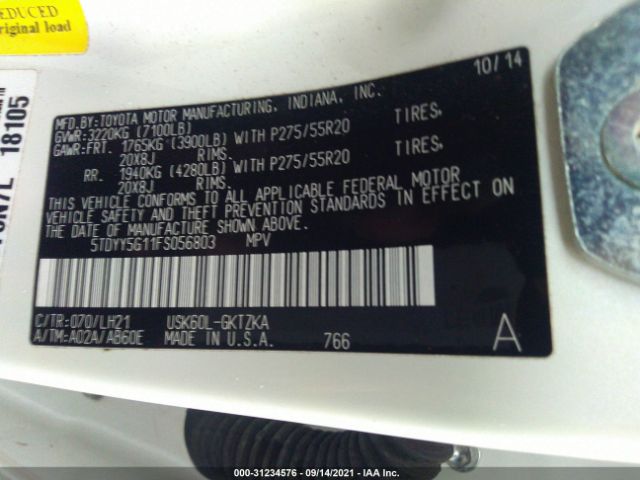 REDUCED
original load
18105
10/14
MFD.BY:TOYOTA MOTOR MANUFACTURING, INDIANA, INC.
GVWR:3220KG (7100LB)
GAWR:FRT. 1765KG (3900LB) WITH P275/55R20 TIRES,
20X8J RIMS.
RR. 1940KG (4280LB) WITH P275/55R20 TIRES,
20X8J RIMS.
THIS VEHICLE CONFORMS TO ALL APPLICABLE FEDERAL MOTOR
VEHICLE SAFETY AND THEFT PREVENTION STANDARDS IN EFFECT ON
THE DATE OF MANUFACTURE SHOWN ABOVE.
5TDYY5G11FS056803 MPV
C/TR:070/LH21 USK60L-GKTZKA
A/TM:A02A/AB60E MADE IN U.S.A. 766 A
000-31234576 - 09/14/2021 - IAA Inc.